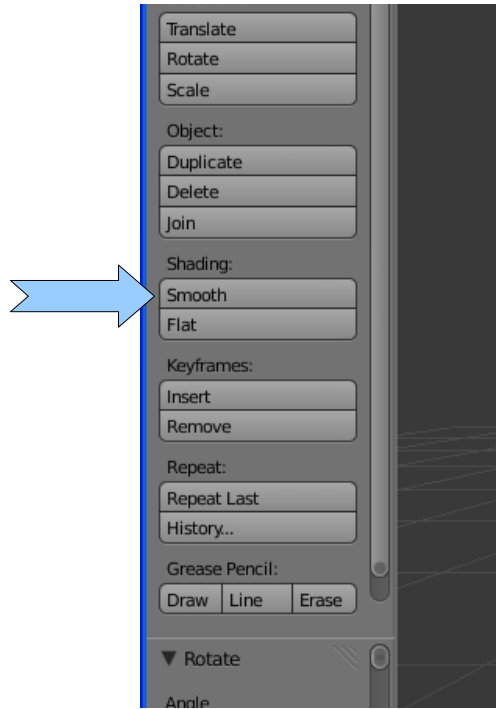 Translate
Rotate
Scale
Object:
Duplicate
Delete
Join
Shading:
Smooth
Flat
Keyframes:
Insert
Remove
Repeat:
Repeat Last
History...
Grease Pencil:
Draw Line Erase
Rotate
Angle